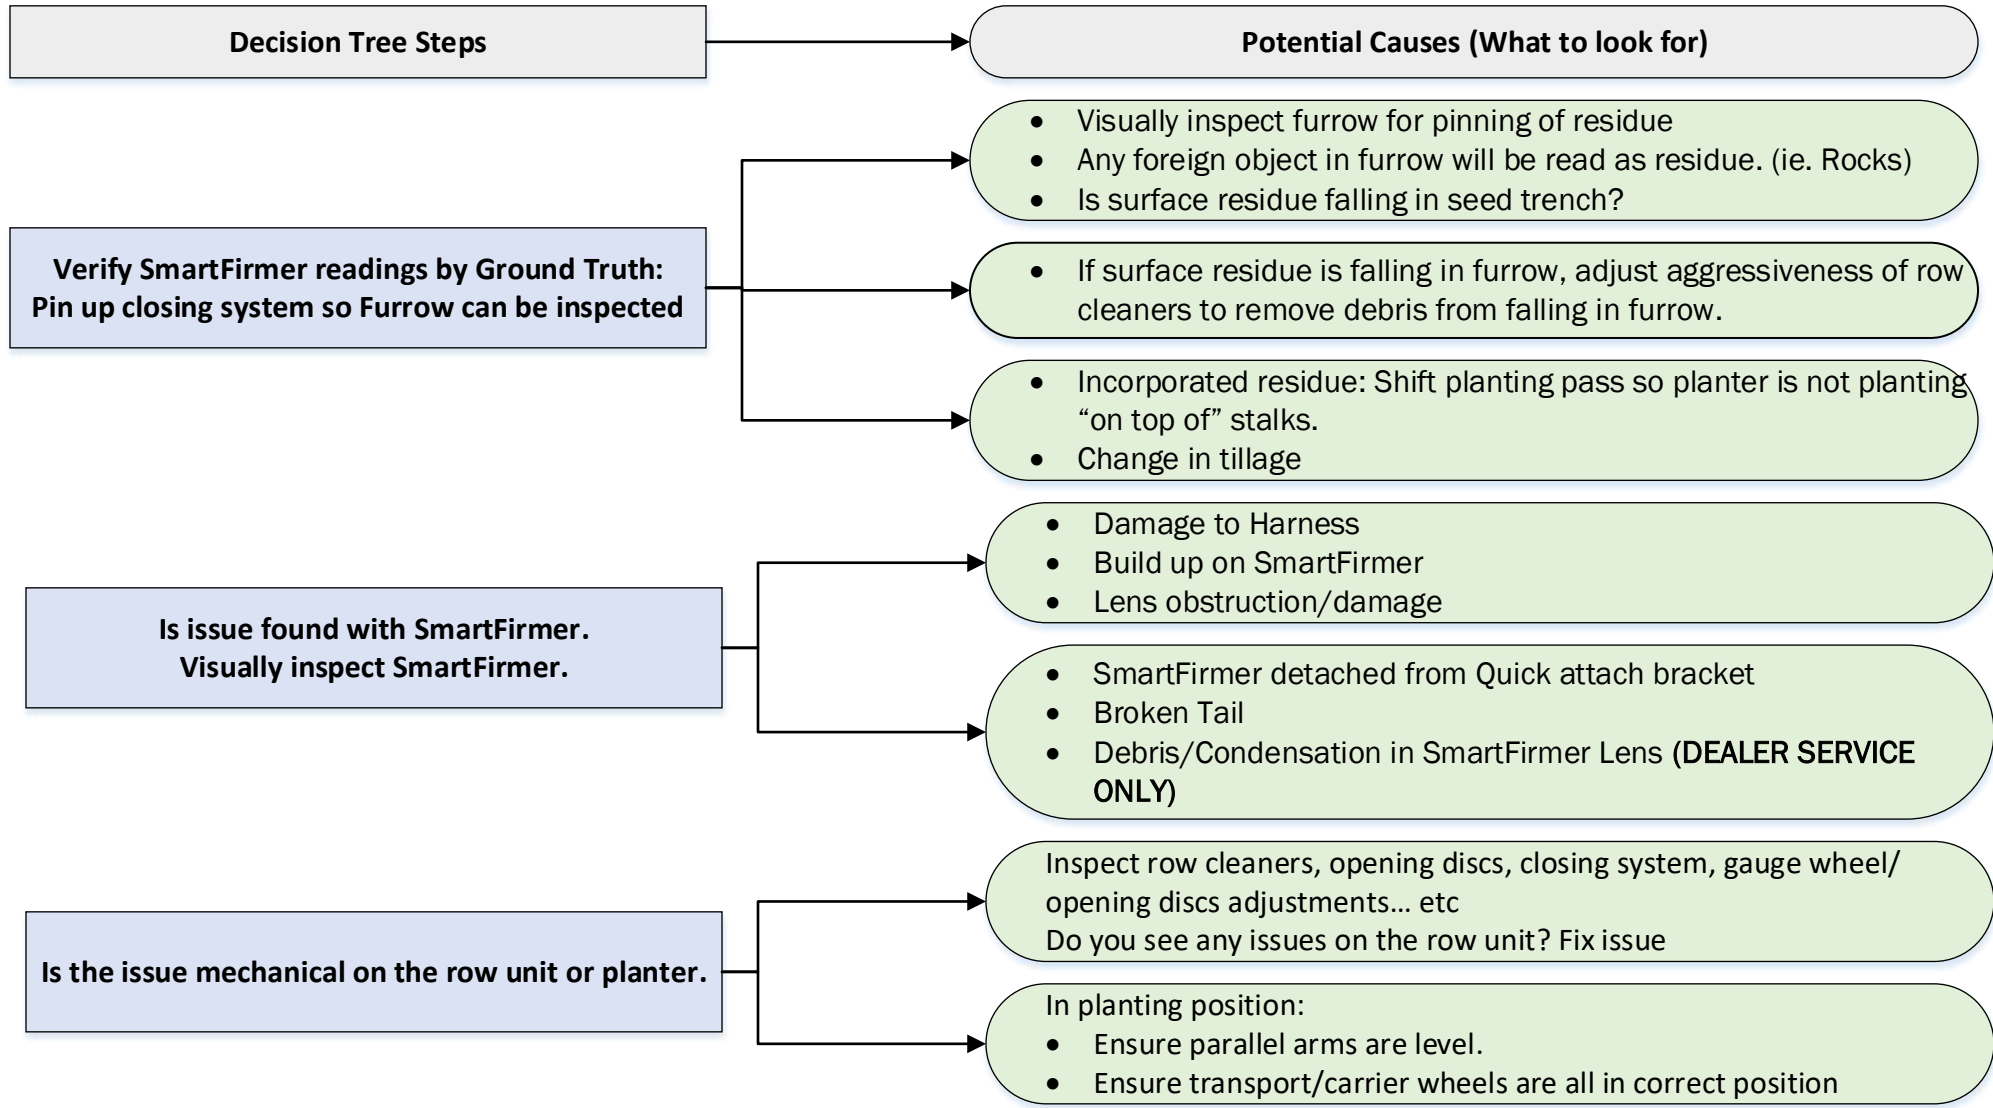 Decision Tree Steps
Potential Causes (What to look for)
Verify SmartFirmer readings by Ground Truth:
Pin up closing system so Furrow can be inspected
• Visually inspect furrow for pinning of residue
• Any foreign object in furrow will be read as residue. (ie. Rocks)
• Is surface residue falling in seed trench?
• If surface residue is falling in furrow, adjust aggressiveness of row
cleaners to remove debris from falling in furrow.
• Incorporated residue: Shift planting pass so planter is not planting
“on top of” stalks.
• Change in tillage
Is issue found with SmartFirmer.
Visually inspect SmartFirmer.
• Damage to Harness
• Build up on SmartFirmer
• Lens obstruction/damage
• SmartFirmer detached from Quick attach bracket
• Broken Tail
• Debris/Condensation in SmartFirmer Lens (DEALER SERVICE
ONLY)
Is the issue mechanical on the row unit or planter.
Inspect row cleaners, opening discs, closing system, gauge wheel/
opening discs adjustments… etc
Do you see any issues on the row unit? Fix issue
In planting position:
• Ensure parallel arms are level.
• Ensure transport/carrier wheels are all in correct position